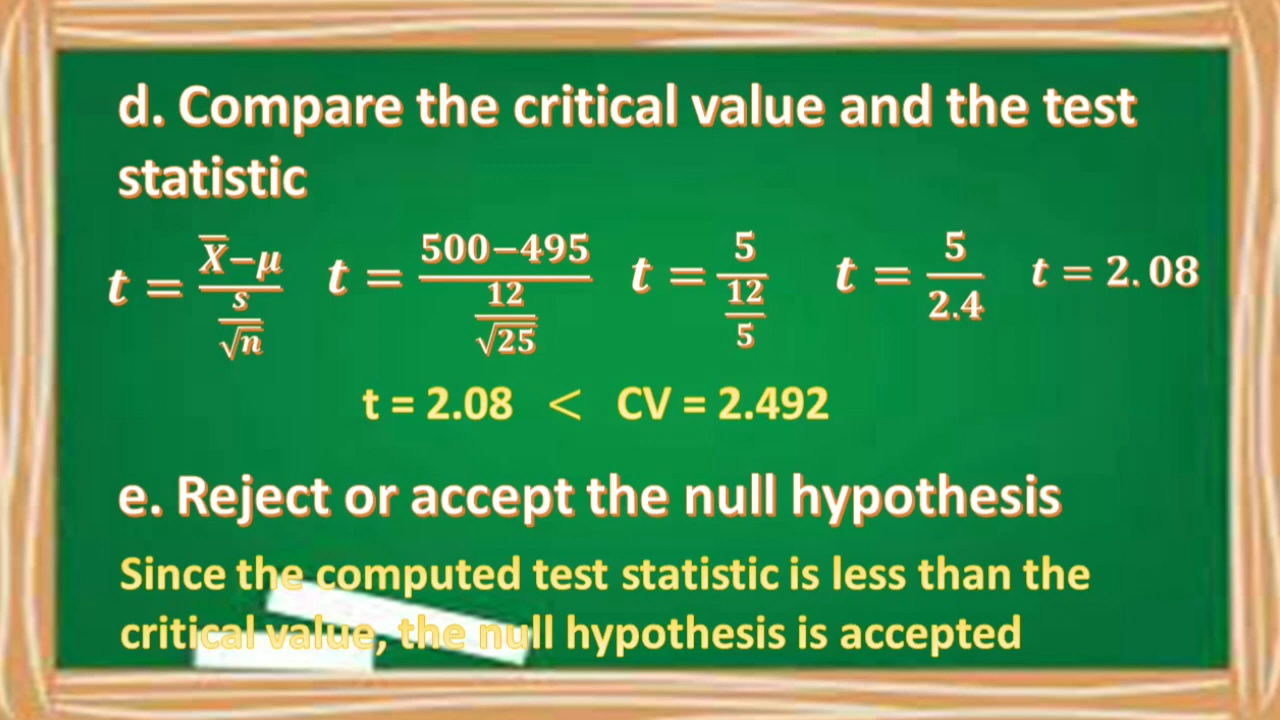 d. Compare the critical value and the test
statistic
t = (X̅−μ)/(s/√n) t = (500−495)/(12/√25) t = 5/(12/5) t = 5/2.4 t = 2.08
t = 2.08 < CV = 2.492
e. Reject or accept the null hypothesis
Since the computed test statistic is less than the
critical value, the null hypothesis is accepted